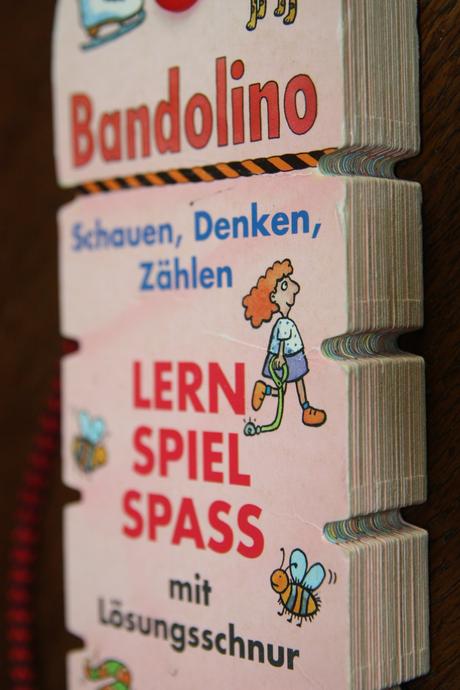 Bandolino
Schauen, Denken,
Zählen
LERN
SPIEL
SPASS
mit
Lösungsschnur